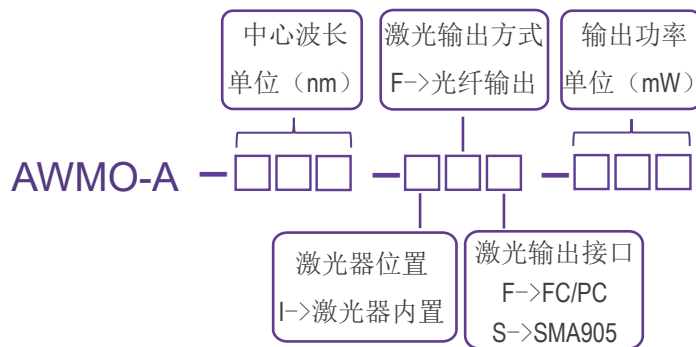 中心波长
单位（nm）
激光输出方式
F->光纤输出
输出功率
单位（mW）
AWMO-A －□□□－□□□－□□□
激光器位置
I->激光器内置
激光输出接口
F->FC/PC
S->SMA905